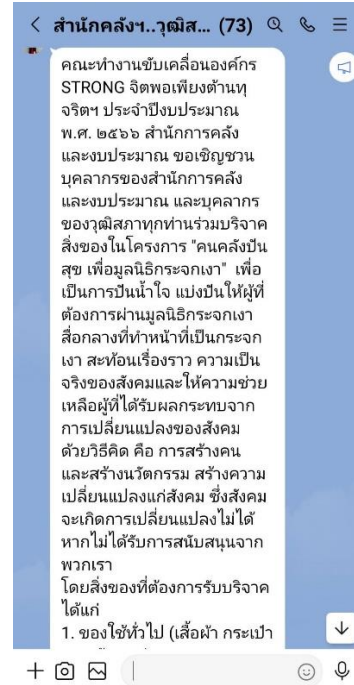 สำนักคลังฯ..วุฒิส... (73)
คณะทำงานขับเคลื่อนองค์กร
STRONG จิตพอเพียงต้านทุ
จริตฯ ประจำปีงบประมาณ
พ.ศ. ๒๕๖๖ สำนักการคลัง
และงบประมาณ ขอเชิญชวน
บุคลากรของสำนักการคลัง
และงบประมาณ และบุคลากร
ของวุฒิสภาทุกท่านร่วมบริจาค
สิ่งของในโครงการ "คนคลังปัน
สุข เพื่อมูลนิธิกระจกเงา" เพื่อ
เป็นการปันน้ำใจ แบ่งปันให้ผู้ที่
ต้องการผ่านมูลนิธิกระจกเงา
สื่อกลางที่ทำหน้าที่เป็นกระจก
เงา สะท้อนเรื่องราว ความเป็น
จริงของสังคมและให้ความช่วย
เหลือผู้ที่ได้รับผลกระทบจาก
การเปลี่ยนแปลงของสังคม
ด้วยวิธีคิด คือ การสร้างคน
และสร้างนวัตกรรม สร้างความ
เปลี่ยนแปลงแก่สังคม ซึ่งสังคม
จะเกิดการเปลี่ยนแปลงไม่ได้
หากไม่ได้รับการสนับสนุนจาก
พวกเรา
โดยสิ่งของที่ต้องการรับบริจาค
ได้แก่
1. ของใช้ทั่วไป (เสื้อผ้า กระเป๋า